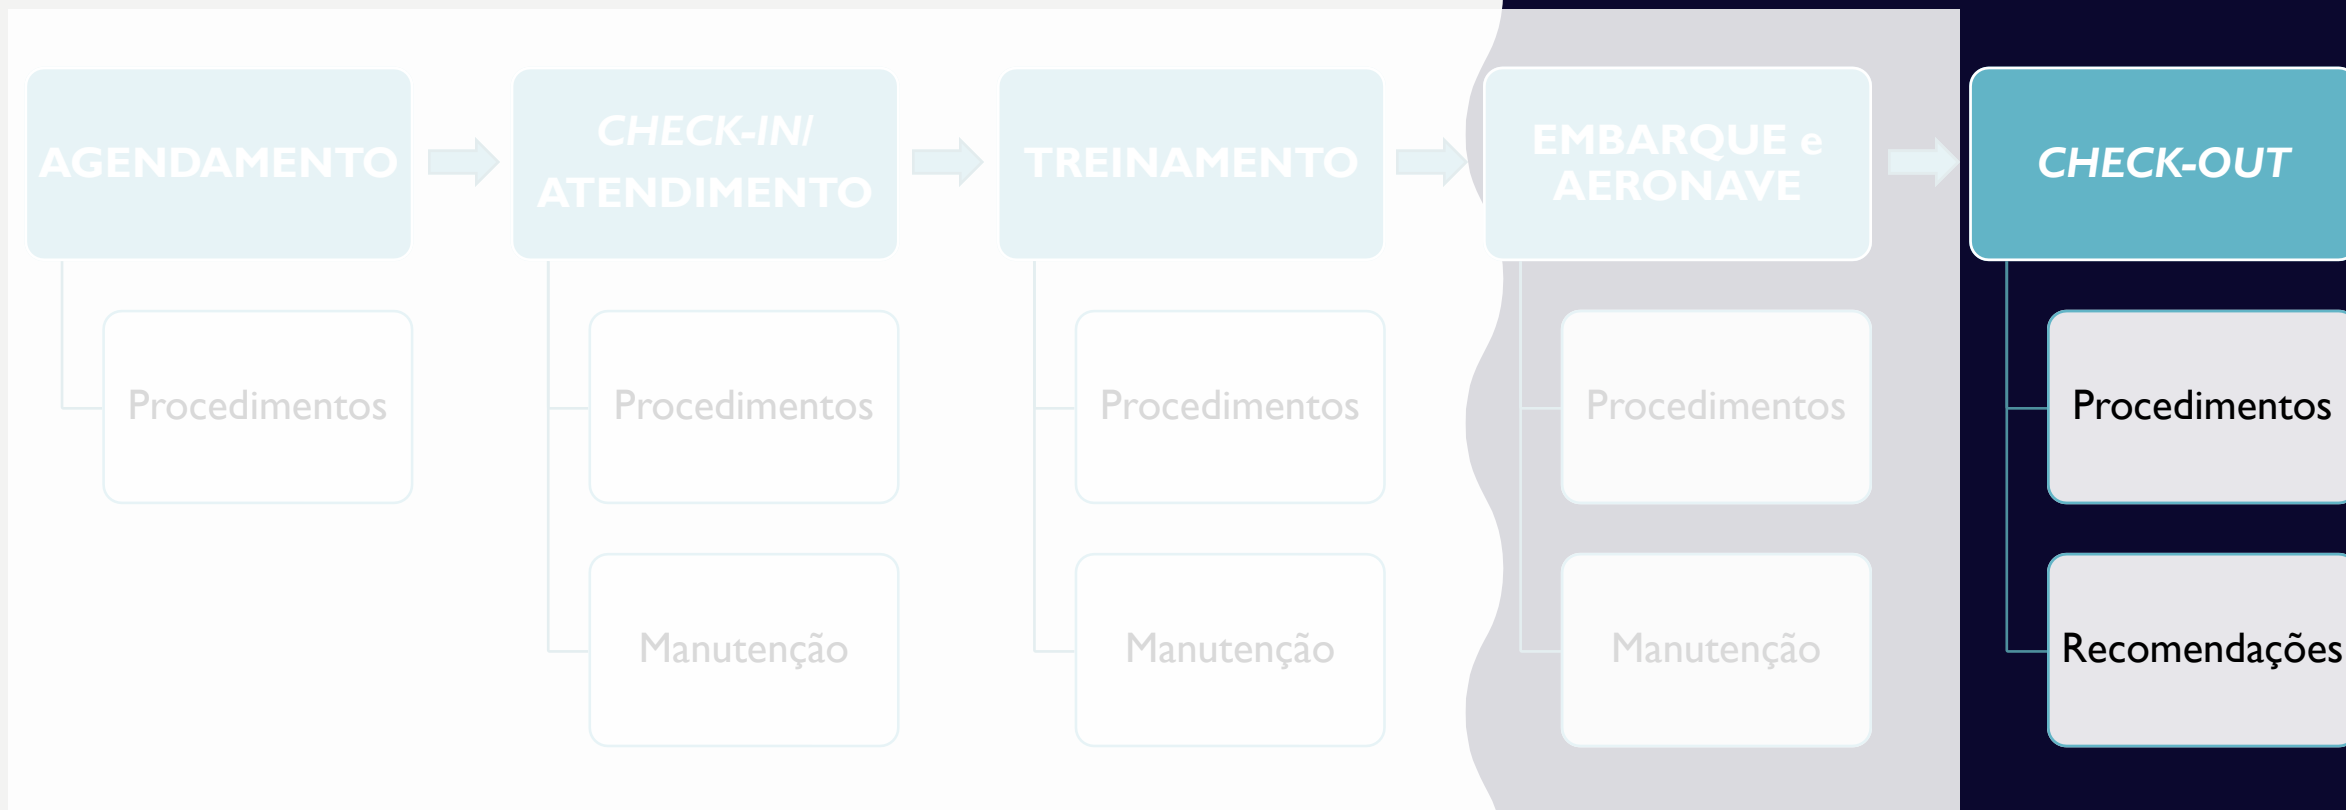 AGENDAMENTO
CHECK-IN/
ATENDIMENTO
TREINAMENTO
EMBARQUE e
AERONAVE
CHECK-OUT
Procedimentos
Procedimentos
Procedimentos
Procedimentos
Procedimentos
Manutenção
Manutenção
Manutenção
Recomendações